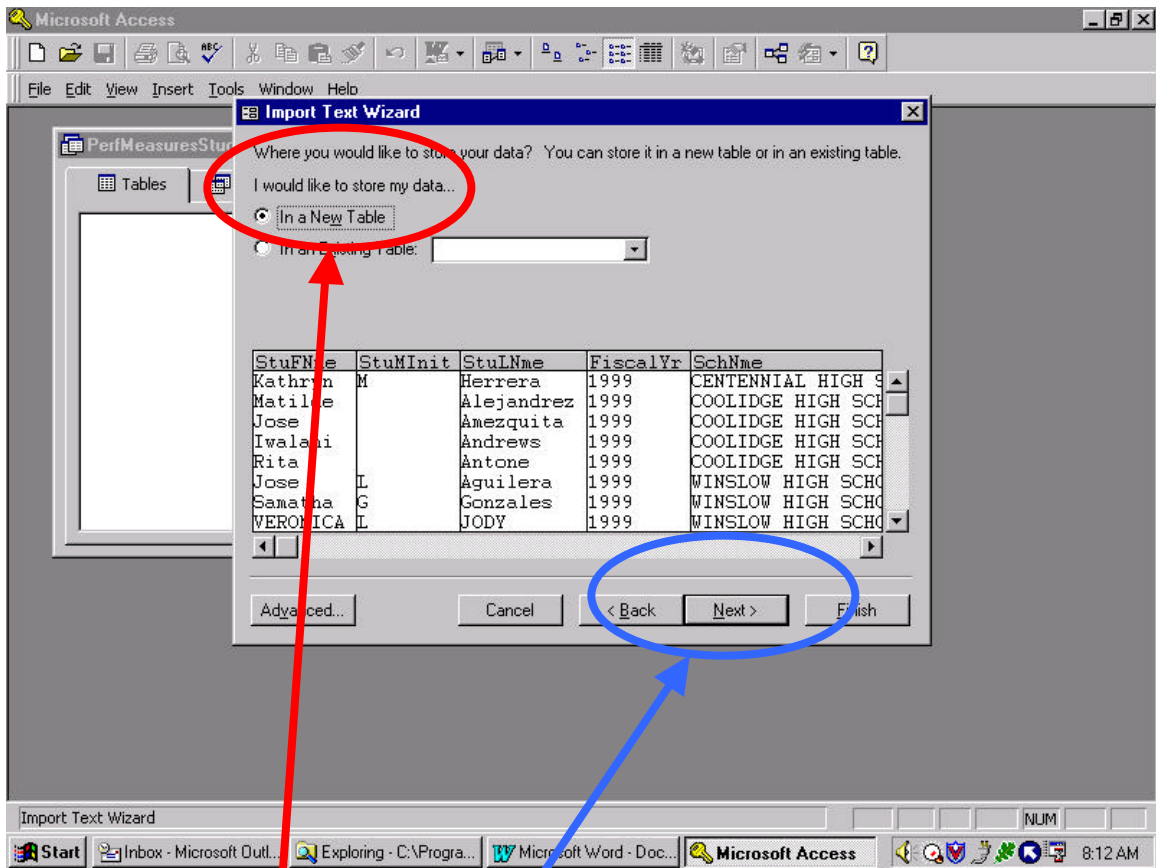 Microsoft Access
File Edit View Insert Tools Window Help
Import Text Wizard
PerfMeasuresStud
Tables
Where you would like to store your data? You can store it in a new table or in an existing table.
I would like to store my data...
In a New Table
In an Existing Table:
StuFNme StuMInit StuLNme FiscalYr SchNme
Kathryn M Herrera 1999 CENTENNIAL HIGH S
Matilde Alejandrez 1999 COOLIDGE HIGH SCH
Jose Amezquita 1999 COOLIDGE HIGH SCH
Iwalani Andrews 1999 COOLIDGE HIGH SCH
Rita Antone 1999 COOLIDGE HIGH SCH
Jose L Aguilera 1999 WINSLOW HIGH SCHO
Samatha G Gonzales 1999 WINSLOW HIGH SCHO
VERONICA L JODY 1999 WINSLOW HIGH SCHO
Advanced... Cancel < Back Next > Finish
Import Text Wizard NUM
Start Inbox - Microsoft Outl... Exploring - C:\Progra... Microsoft Word - Doc... Microsoft Access 8:12 AM